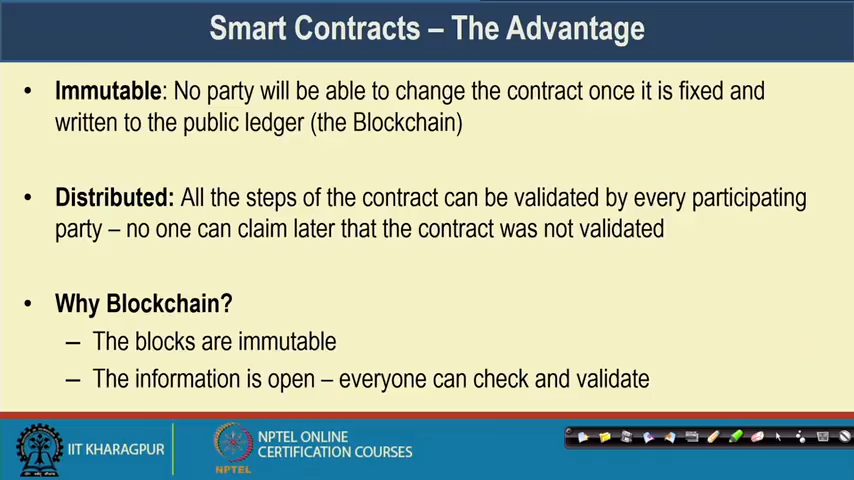 Smart Contracts – The Advantage
• Immutable: No party will be able to change the contract once it is fixed and
written to the public ledger (the Blockchain)
• Distributed: All the steps of the contract can be validated by every participating
party – no one can claim later that the contract was not validated
• Why Blockchain?
– The blocks are immutable
– The information is open – everyone can check and validate
IIT KHARAGPUR
NPTEL
NPTEL ONLINE
CERTIFICATION COURSES